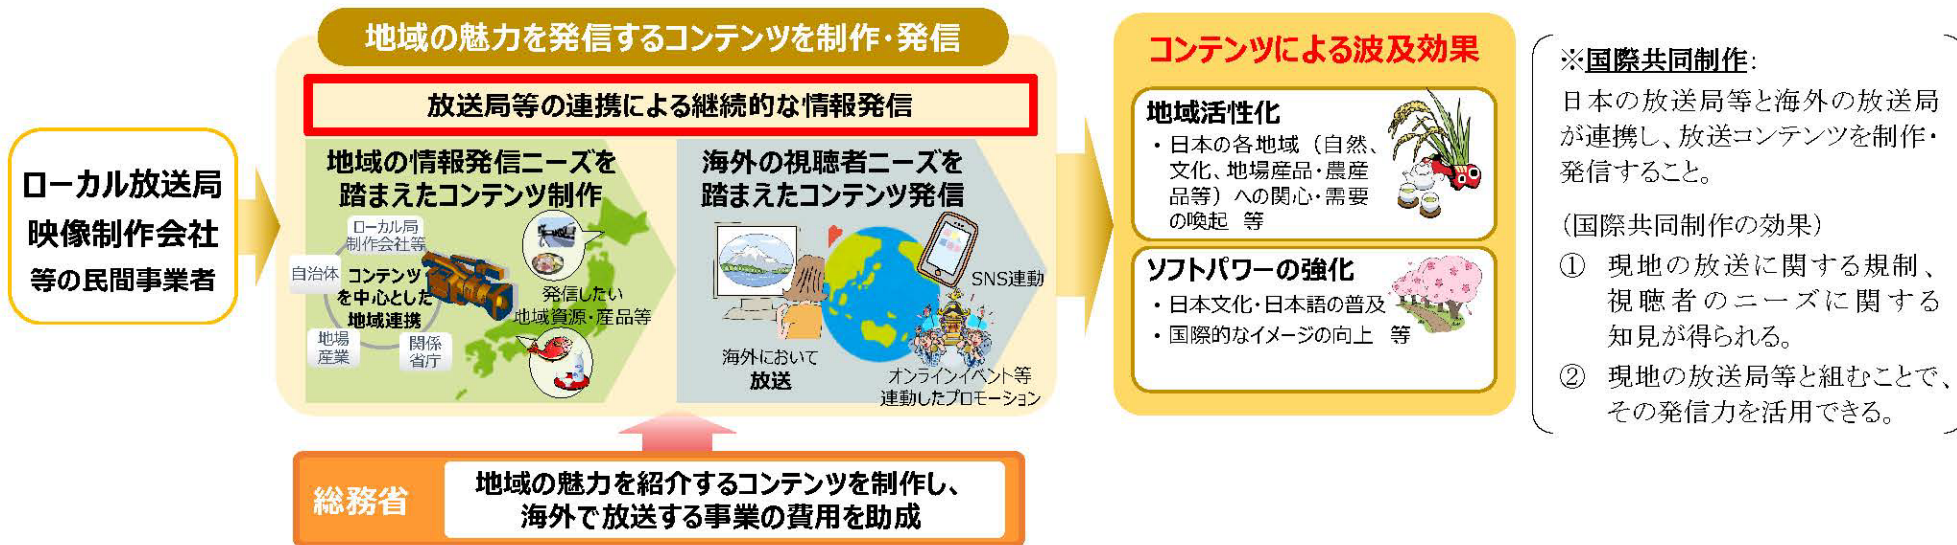 ローカル放送局
映像制作会社
等の民間事業者
地域の魅力を発信するコンテンツを制作・発信
放送局等の連携による継続的な情報発信
地域の情報発信ニーズを
踏まえたコンテンツ制作
ローカル局
制作会社等
自治体
コンテンツ
を中心とした
地域連携
地場
産業
関係
省庁
発信したい
地域資源・産品等
海外の視聴者ニーズを
踏まえたコンテンツ発信
SNS連動
海外において
放送
オンラインイベント等
連動したプロモーション
総務省
地域の魅力を紹介するコンテンツを制作し、
海外で放送する事業の費用を助成
コンテンツによる波及効果
地域活性化
・日本の各地域（自然、
文化、地場産品・農産
品等）への関心・需要
の喚起 等
ソフトパワーの強化
・日本文化・日本語の普及
・国際的なイメージの向上 等
※国際共同制作:
日本の放送局等と海外の放送局
が連携し、放送コンテンツを制作・
発信すること。
（国際共同制作の効果）
① 現地の放送に関する規制、
視聴者のニーズに関する
知見が得られる。
② 現地の放送局等と組むことで、
その発信力を活用できる。